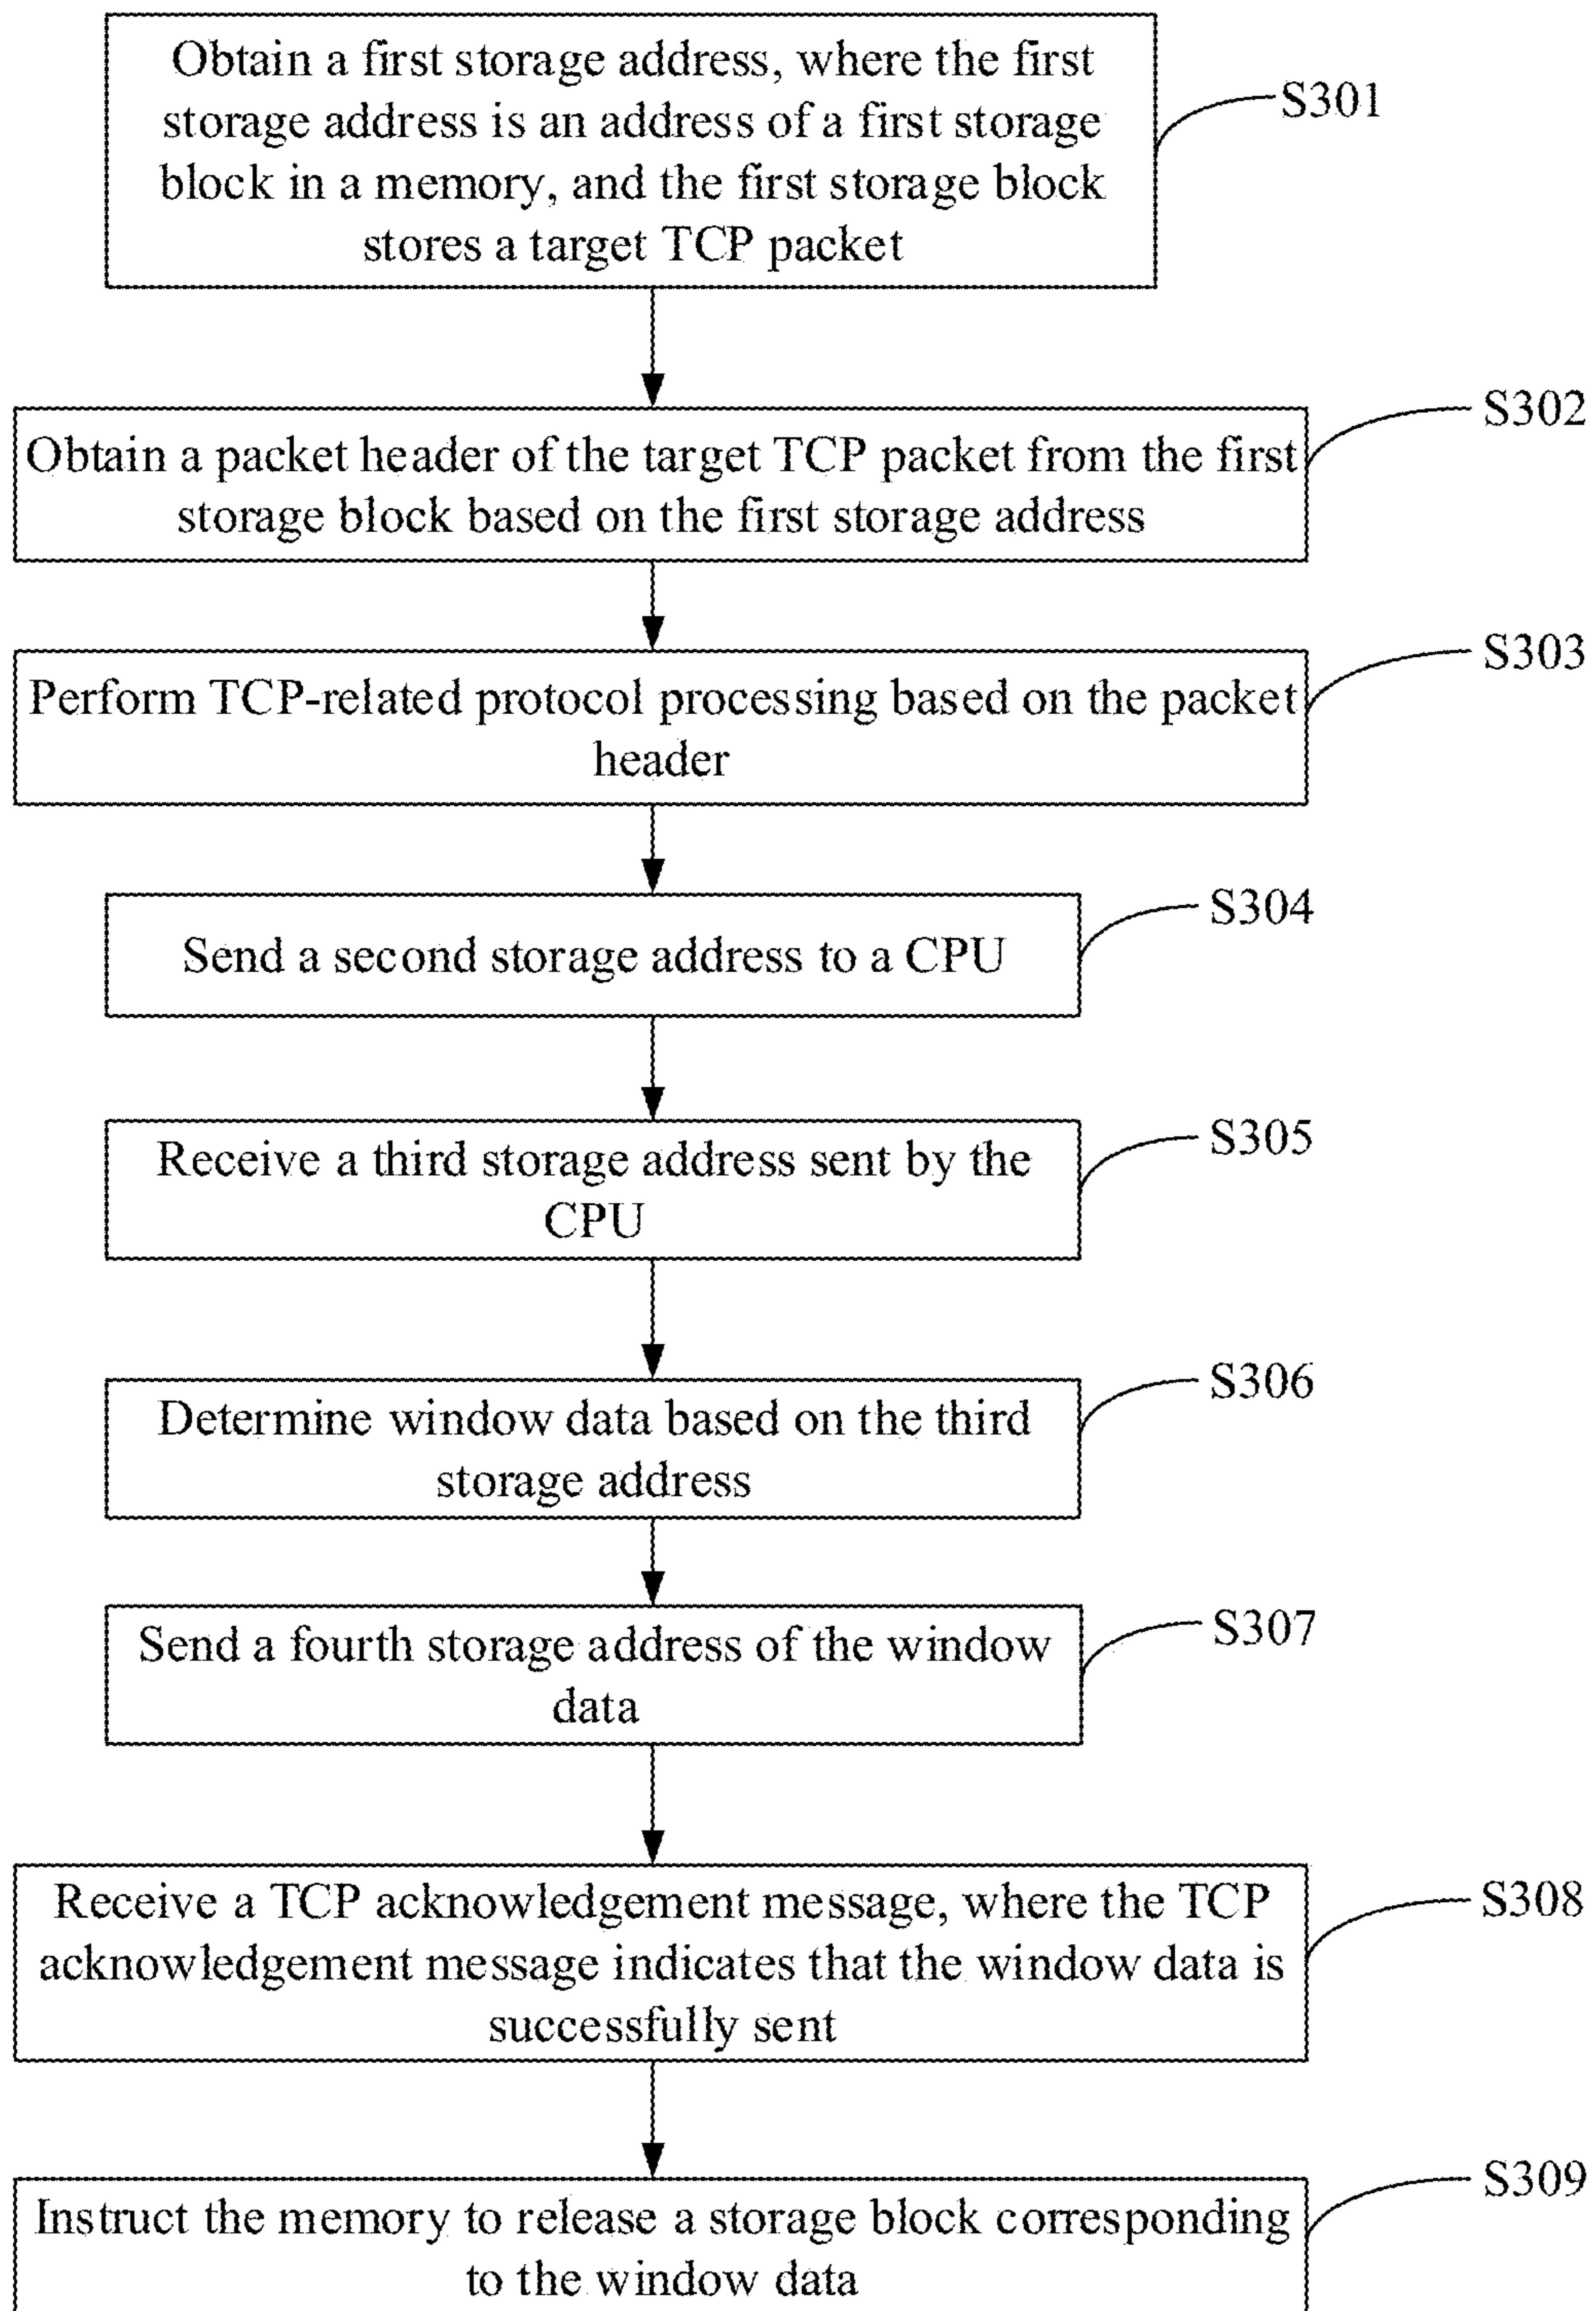 Obtain a first storage address, where the first
storage address is an address of a first storage
block in a memory, and the first storage block
stores a target TCP packet
S301
Obtain a packet header of the target TCP packet from the first
storage block based on the first storage address
S302
Perform TCP-related protocol processing based on the packet
header
S303
Send a second storage address to a CPU
S304
Receive a third storage address sent by the
CPU
S305
Determine window data based on the third
storage address
S306
Send a fourth storage address of the window
data
S307
Receive a TCP acknowledgement message, where the TCP
acknowledgement message indicates that the window data is
successfully sent
S308
Instruct the memory to release a storage block corresponding
to the window data
S309